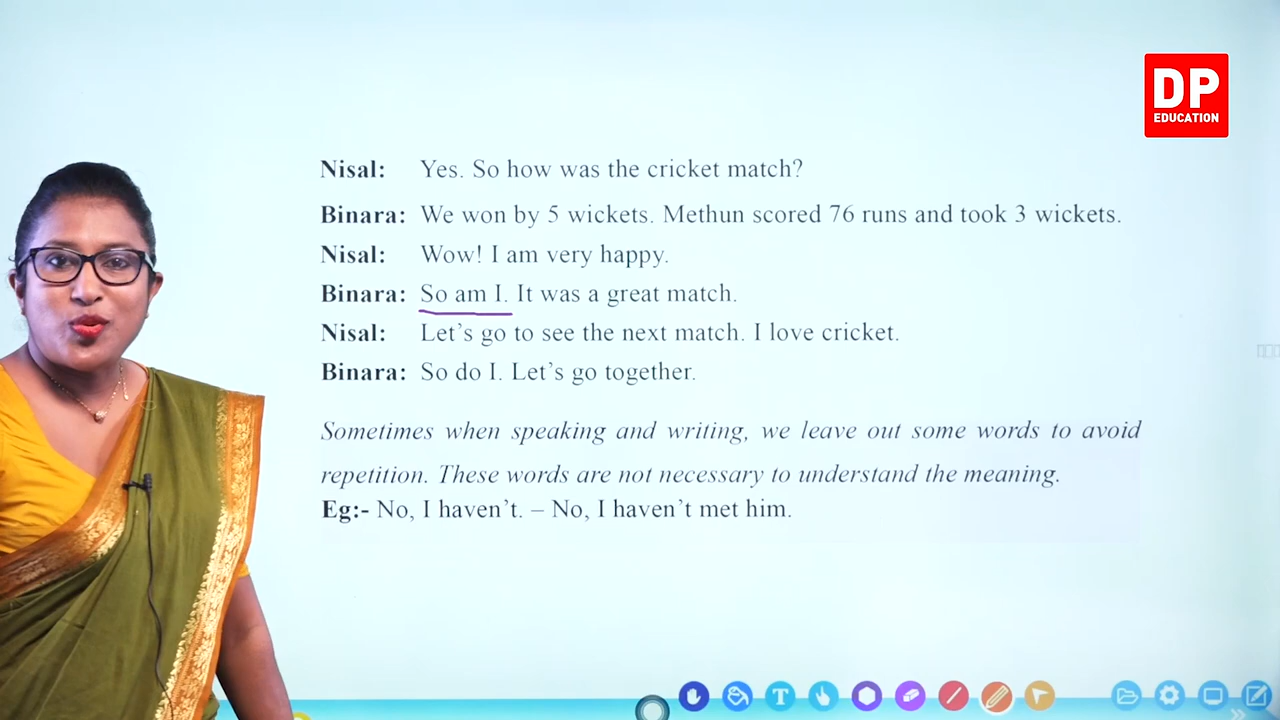 DP
EDUCATION
Nisal: Yes. So how was the cricket match?
Binara: We won by 5 wickets. Methun scored 76 runs and took 3 wickets.
Nisal: Wow! I am very happy.
Binara: So am I. It was a great match.
Nisal: Let’s go to see the next match. I love cricket.
Binara: So do I. Let’s go together.
Sometimes when speaking and writing, we leave out some words to avoid
repetition. These words are not necessary to understand the meaning.
Eg:- No, I haven’t. – No, I haven’t met him.